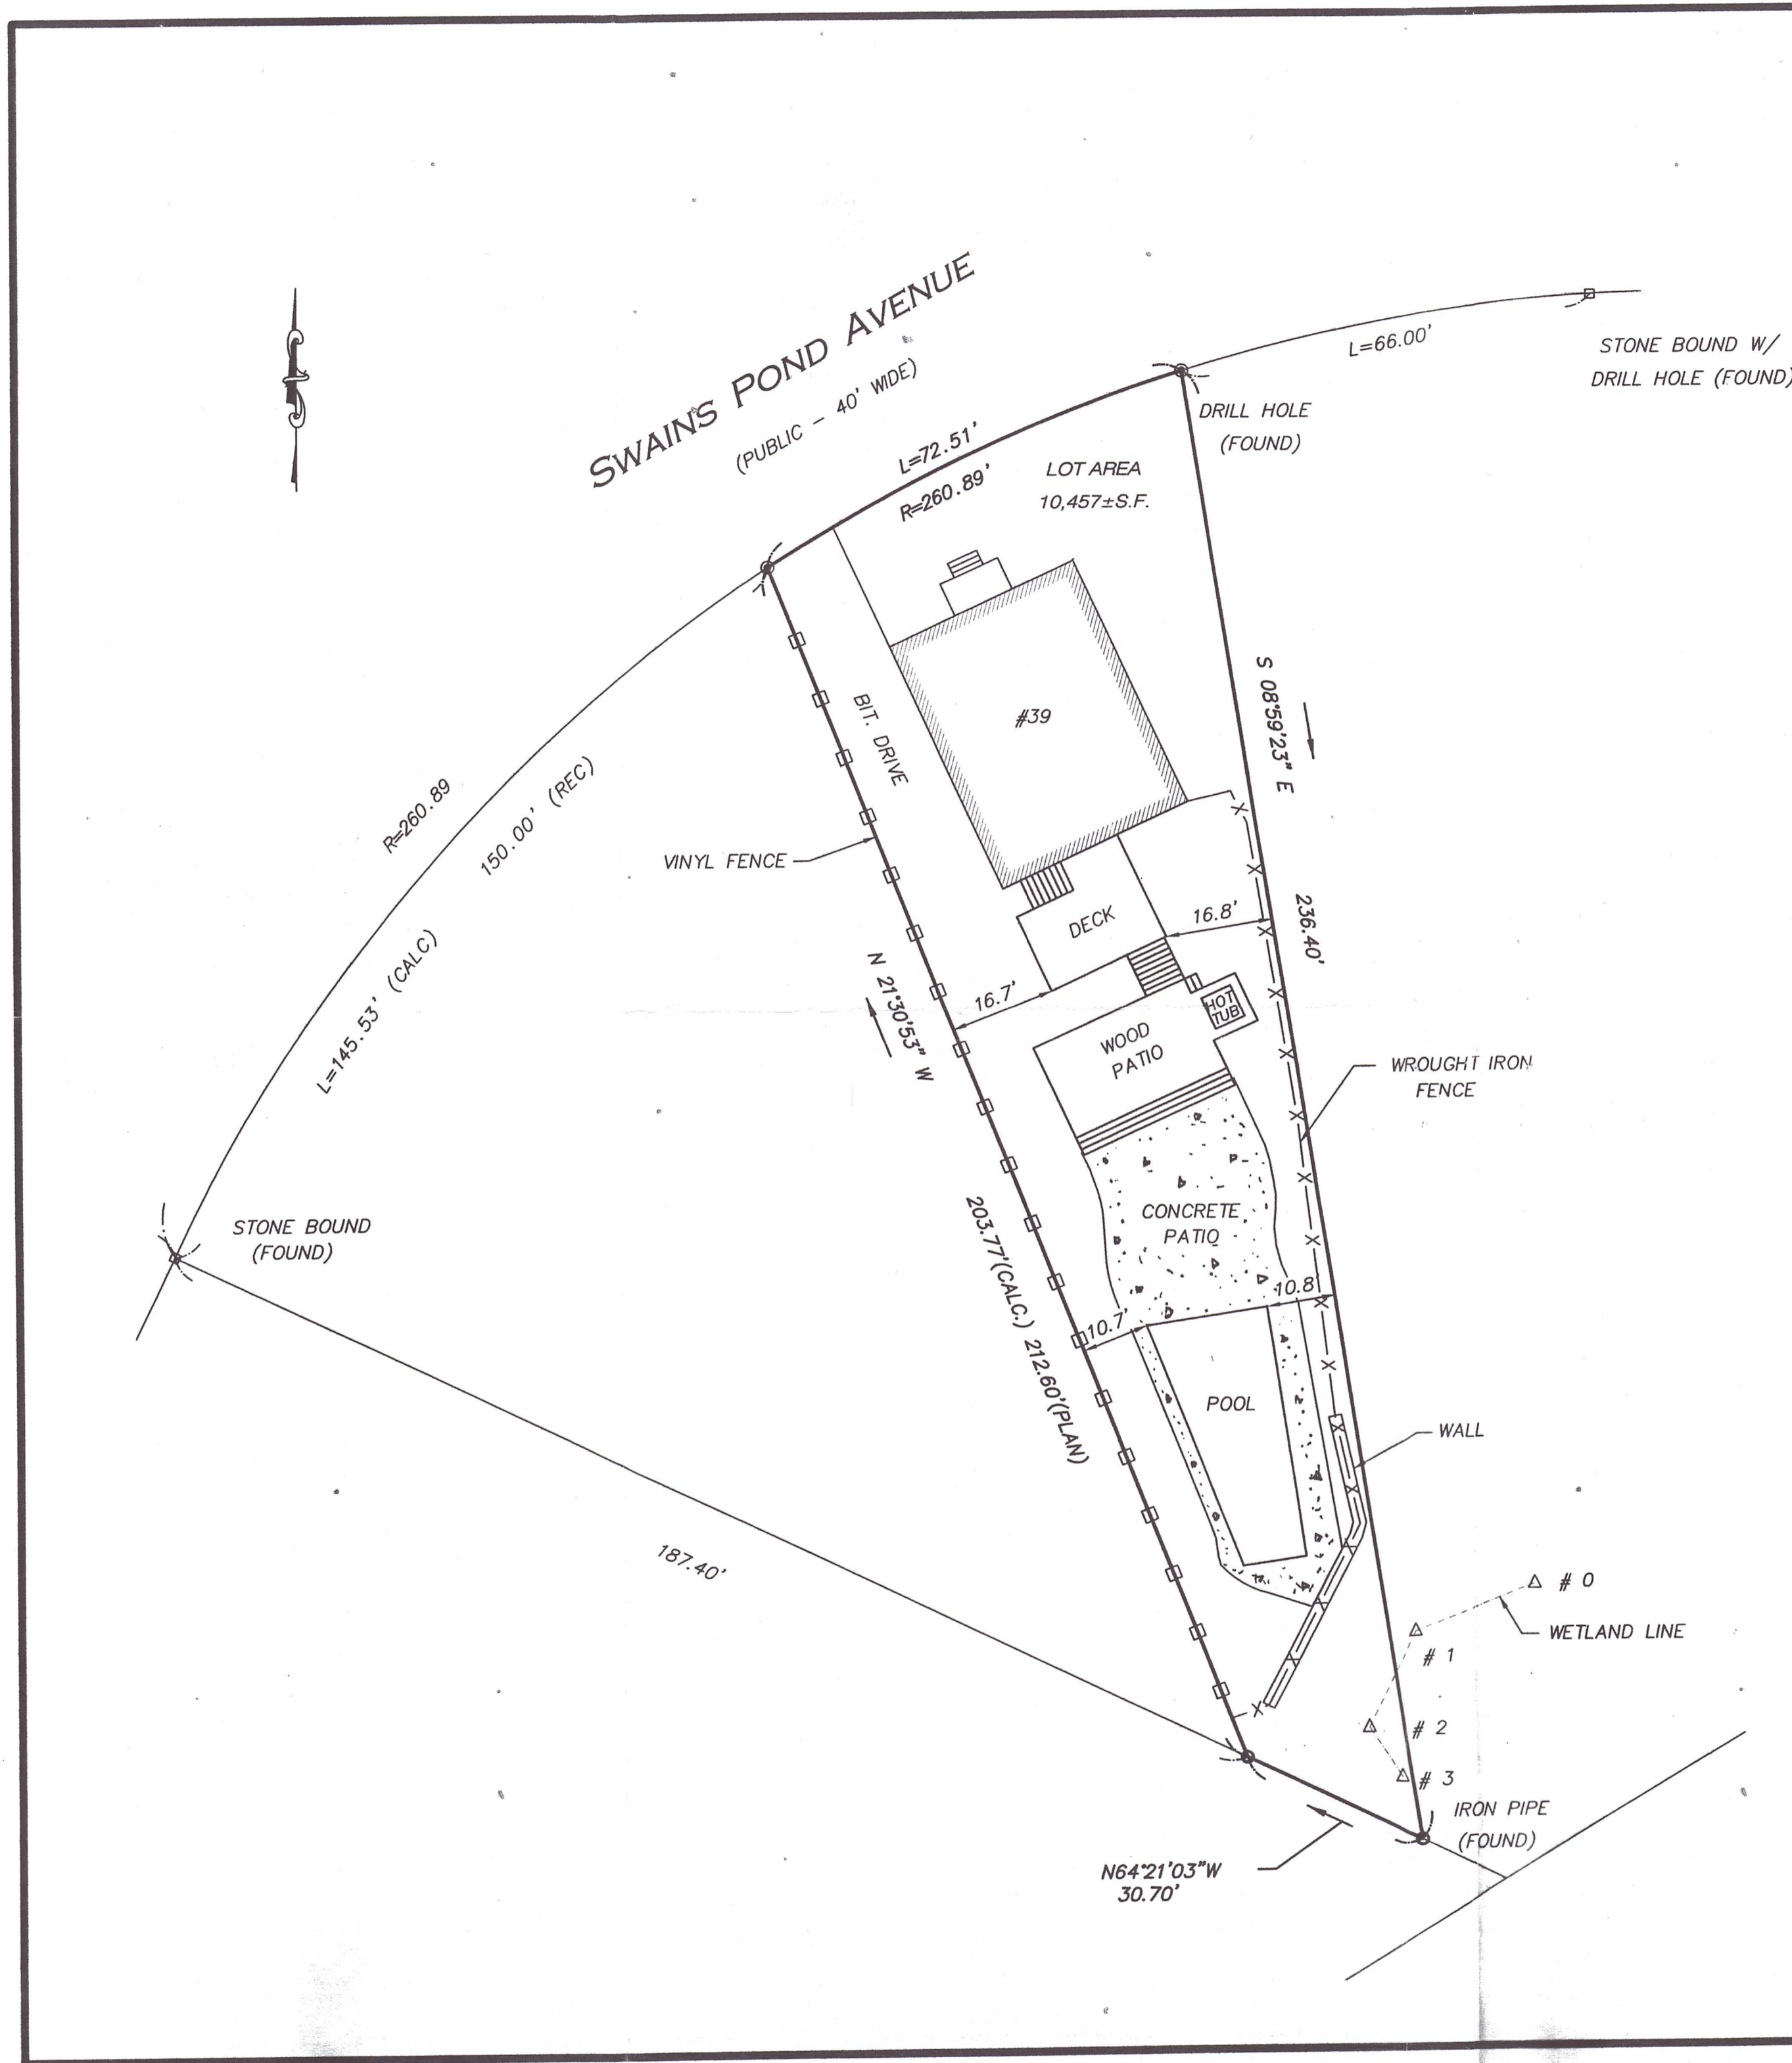 SWAINS POND AVENUE
(PUBLIC - 40' WIDE)
L=66.00'
STONE BOUND W/
DRILL HOLE (FOUND)
DRILL HOLE
(FOUND)
L=72.51'
R=260.89'
LOT AREA
10,457±S.F.
#39
BIT. DRIVE
S 08°59'23" E
236.40'
R=260.89
150.00' (REC)
L=145.53' (CALC)
VINYL FENCE
DECK
16.8'
16.7'
N 21°30'53" W
HOT
TUB
WOOD
PATIO
WROUGHT IRON
FENCE
CONCRETE
PATIO
STONE BOUND
(FOUND)
203.77'(CALC.) 212.60'(PLAN)
10.8'
10.7'
POOL
WALL
187.40'
# 0
WETLAND LINE
# 1
# 2
# 3
IRON PIPE
(FOUND)
N64°21'03"W
30.70'